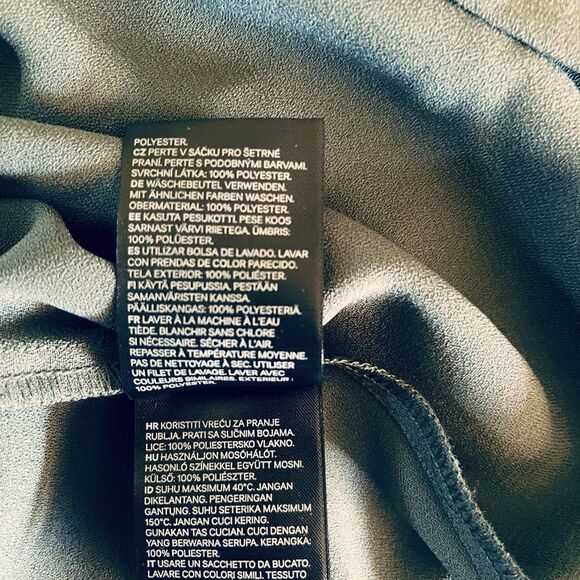 POLYESTER.
CZ PERTE V SÁČKU PRO ŠETRNÉ
PRANÍ. PERTE S PODOBNÝMI BARVAMI.
SVRCHNÍ LÁTKA: 100% POLYESTER.
DE WÄSCHEBEUTEL VERWENDEN.
MIT ÄHNLICHEN FARBEN WASCHEN.
OBERMATERIAL: 100% POLYESTER.
EE KASUTA PESUKOTTI. PESE KOOS
SARNAST VÄRVI RIIETEGA. ÜMBRIS:
100% POLÜESTER.
ES UTILIZAR BOLSA DE LAVADO. LAVAR
CON PRENDAS DE COLOR PARECIDO.
TELA EXTERIOR: 100% POLIÉSTER.
FI KÄYTÄ PESUPUSSIA. PESTÄÄN
SAMANVÄRISTEN KANSSA.
PÄÄLLISKANGAS: 100% POLYESTERIÄ.
FR LAVER À LA MACHINE À L'EAU
TIÈDE. BLANCHIR SANS CHLORE
SI NÉCESSAIRE. SÉCHER À L'AIR.
REPASSER À TEMPÉRATURE MOYENNE.
PAS DE NETTOYAGE À SEC. UTILISER
UN FILET DE LAVAGE. LAVER AVEC
COULEURS SIMILAIRES. EXTÉRIEUR :
100% POLYESTER.
HR KORISTITI VREĆU ZA PRANJE
RUBLJA. PRATI SA SLIČNIM BOJAMA.
LICE: 100% POLIESTERSKO VLAKNO.
HU HASZNÁLJON MOSÓHÁLÓT.
HASONLÓ SZÍNEKKEL EGYÜTT MOSNI.
KÜLSŐ: 100% POLIÉSZTER.
ID SUHU MAKSIMUM 40°C. JANGAN
DIKELANTANG. PENGERINGAN
GANTUNG. SUHU SETERIKA MAKSIMUM
150°C. JANGAN CUCI KERING.
GUNAKAN TAS CUCIAN. CUCI DENGAN
YANG BERWARNA SERUPA. KERANGKA:
100% POLIESTER.
IT USARE UN SACCHETTO DA BUCATO.
LAVARE CON COLORI SIMILI. TESSUTO